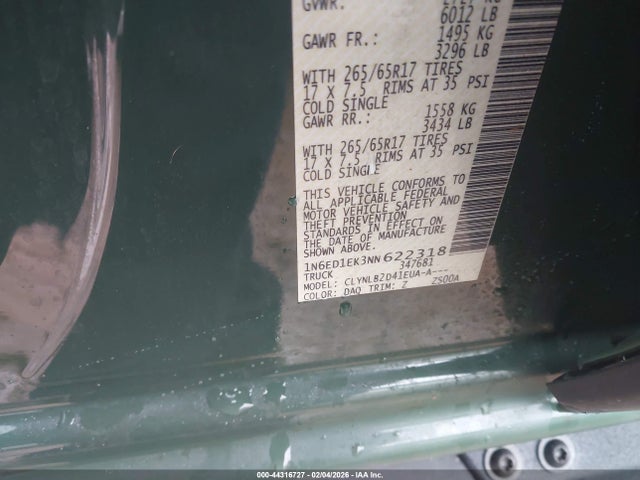 GVWR:
6012 LB
GAWR FR.: 1495 KG
3296 LB
WITH 265/65R17 TIRES
17 X 7.5 RIMS AT 35 PSI
COLD SINGLE
GAWR RR.: 1558 KG
3434 LB
WITH 265/65R17 TIRES
17 X 7.5 RIMS AT 35 PSI
COLD SINGLE
THIS VEHICLE CONFORMS TO
ALL APPLICABLE FEDERAL
MOTOR VEHICLE SAFETY AND
THEFT PREVENTION
STANDARDS IN EFFECT ON
THE DATE OF MANUFACTURE
SHOWN ABOVE.
1N6ED1EK3NN622318
TRUCK 347681
MODEL: CLYNL82D41EUA-A---
COLOR: DAQ TRIM: Z ZS00A
000-44316727 - 02/04/2026 - IAA Inc.